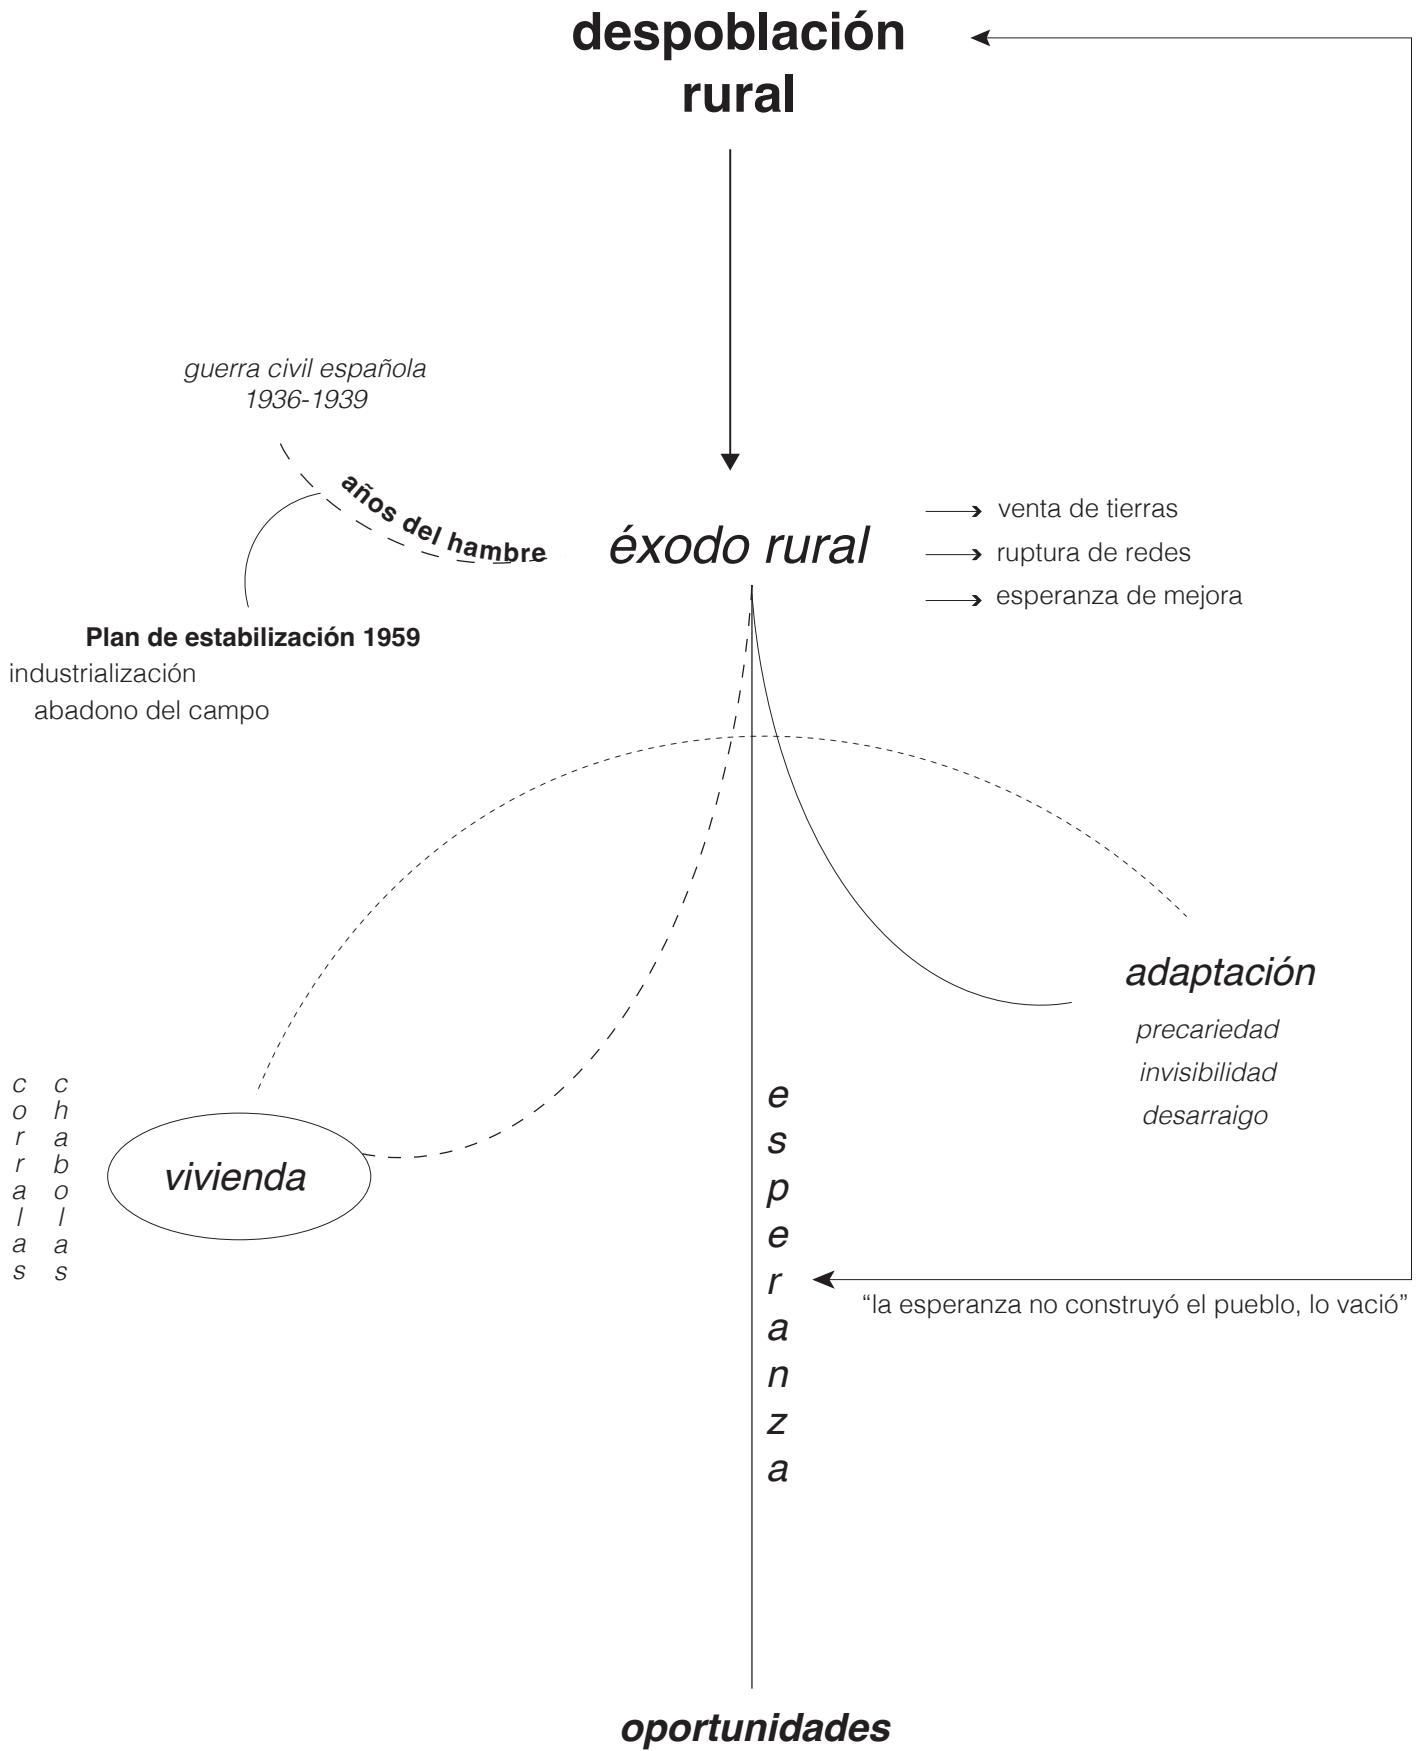 despoblación
rural
guerra civil española
1936-1939
años del hambre
éxodo rural
venta de tierras
ruptura de redes
esperanza de mejora
Plan de estabilización 1959
industrialización
abadono del campo
adaptación
precariedad
invisibilidad
desarraigo
corralas
chabolas
vivienda
esperanza
“la esperanza no construyó el pueblo, lo vació”
oportunidades